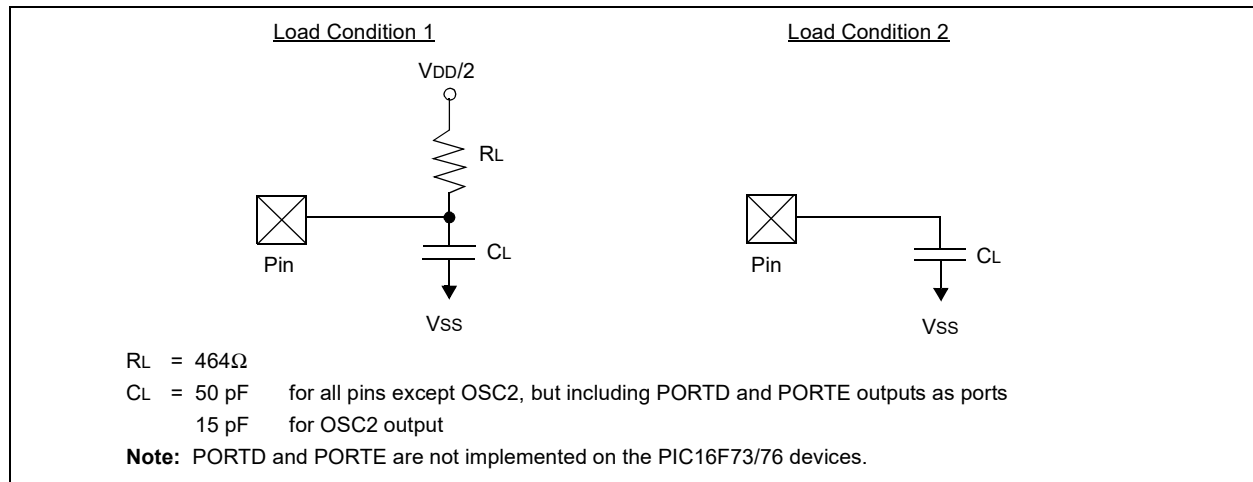 Load Condition 1
Load Condition 2
VDD/2
RL
Pin
CL
VSS
Pin
CL
VSS
RL = 464Ω
CL = 50 pF for all pins except OSC2, but including PORTD and PORTE outputs as ports
15 pF for OSC2 output
Note: PORTD and PORTE are not implemented on the PIC16F73/76 devices.